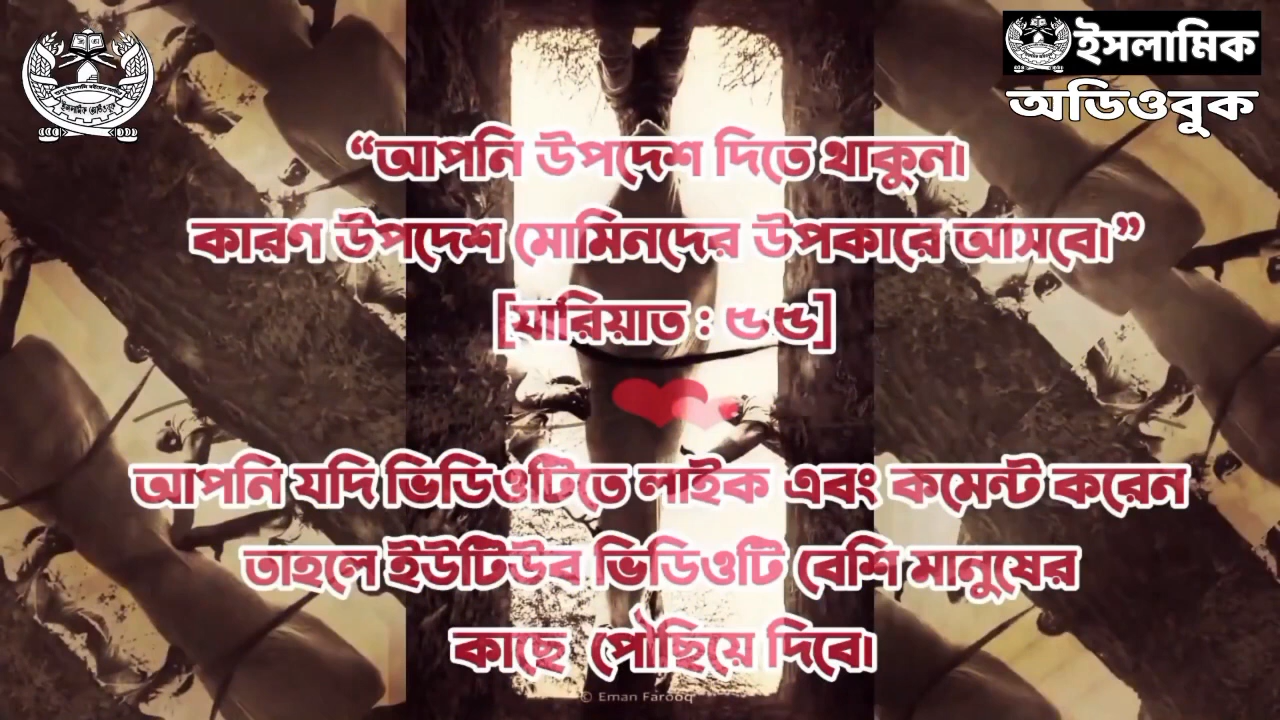 ইসলামিক
অডিওবুক
“আপনি উপদেশ দিতে থাকুন।
কারণ উপদেশ মোমিনদের উপকারে আসবে।”
[যারিয়াত : ৫৫]
আপনি যদি ভিডিওটিতে লাইক এবং কমেন্ট করেন
তাহলে ইউটিউব ভিডিওটি বেশি মানুষের
কাছে পৌছিয়ে দিবে।
© Eman Farooq